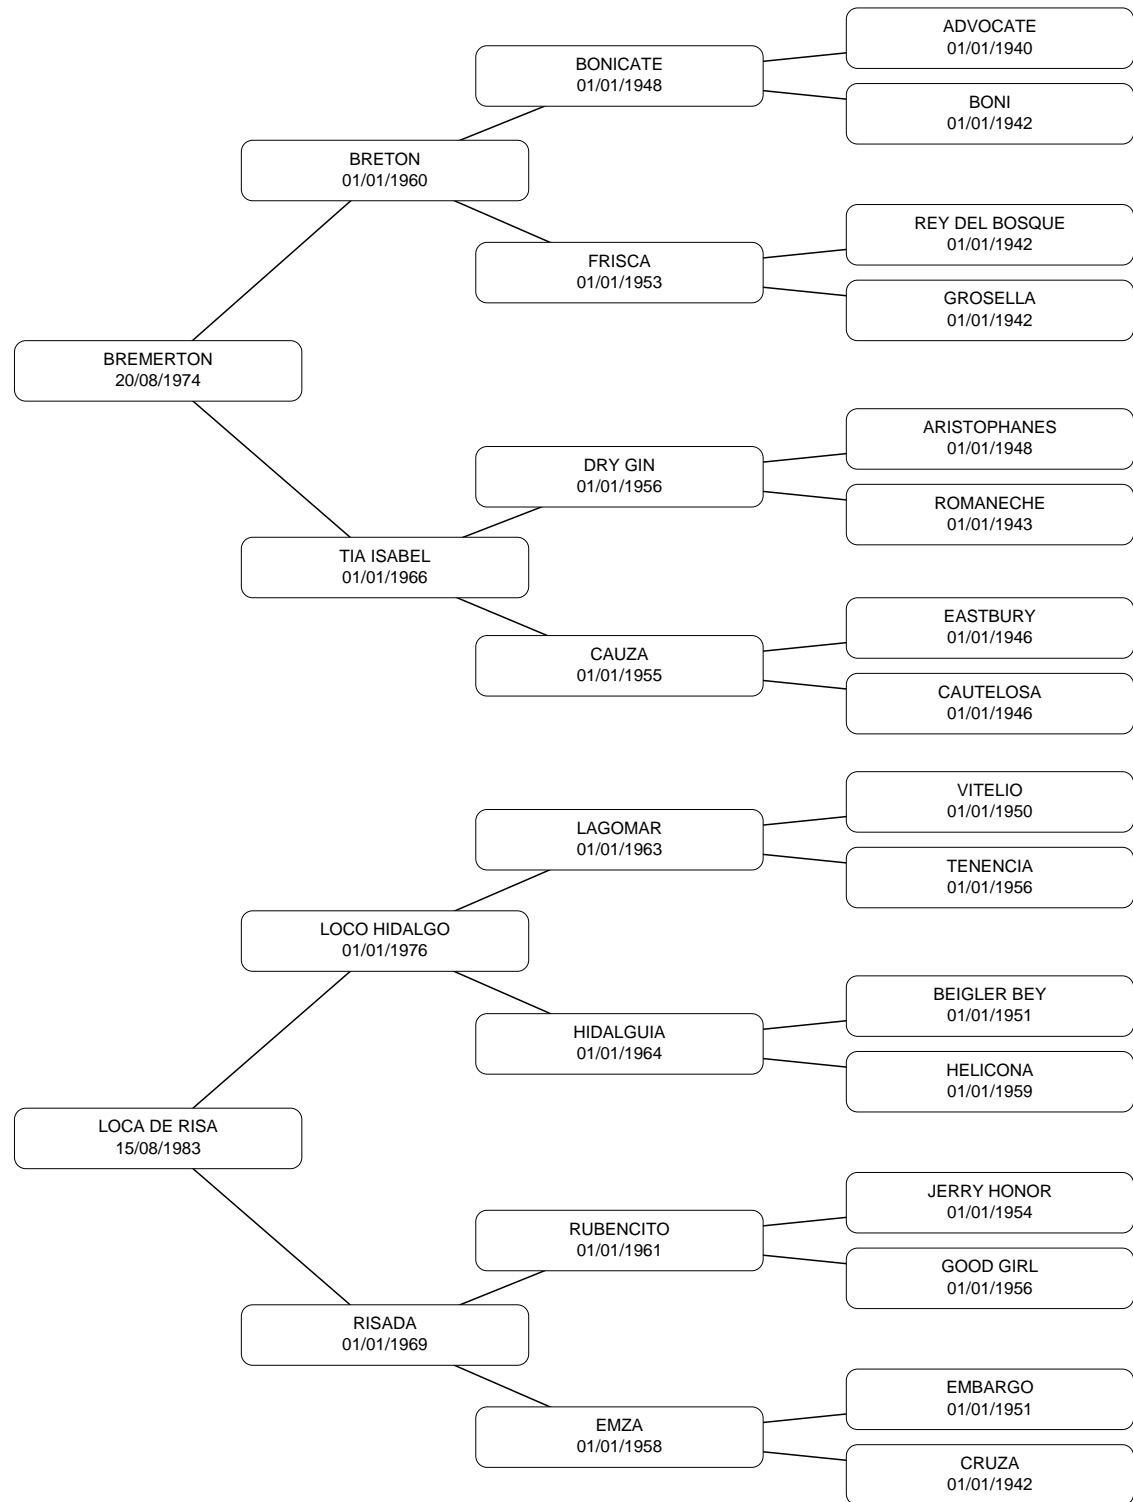 ADVOCATE
01/01/1940
BONICATE
01/01/1948
BONI
01/01/1942
BRETON
01/01/1960
REY DEL BOSQUE
01/01/1942
FRISCA
01/01/1953
GROSELLA
01/01/1942
BREMERTON
20/08/1974
ARISTOPHANES
01/01/1948
DRY GIN
01/01/1956
ROMANECHE
01/01/1943
TIA ISABEL
01/01/1966
EASTBURY
01/01/1946
CAUZA
01/01/1955
CAUTELOSA
01/01/1946
VITELIO
01/01/1950
LAGOMAR
01/01/1963
TENENCIA
01/01/1956
LOCO HIDALGO
01/01/1976
BEIGLER BEY
01/01/1951
HIDALGUIA
01/01/1964
HELICONA
01/01/1959
LOCA DE RISA
15/08/1983
JERRY HONOR
01/01/1954
RUBENCITO
01/01/1961
GOOD GIRL
01/01/1956
RISADA
01/01/1969
EMBARGO
01/01/1951
EMZA
01/01/1958
CRUZA
01/01/1942